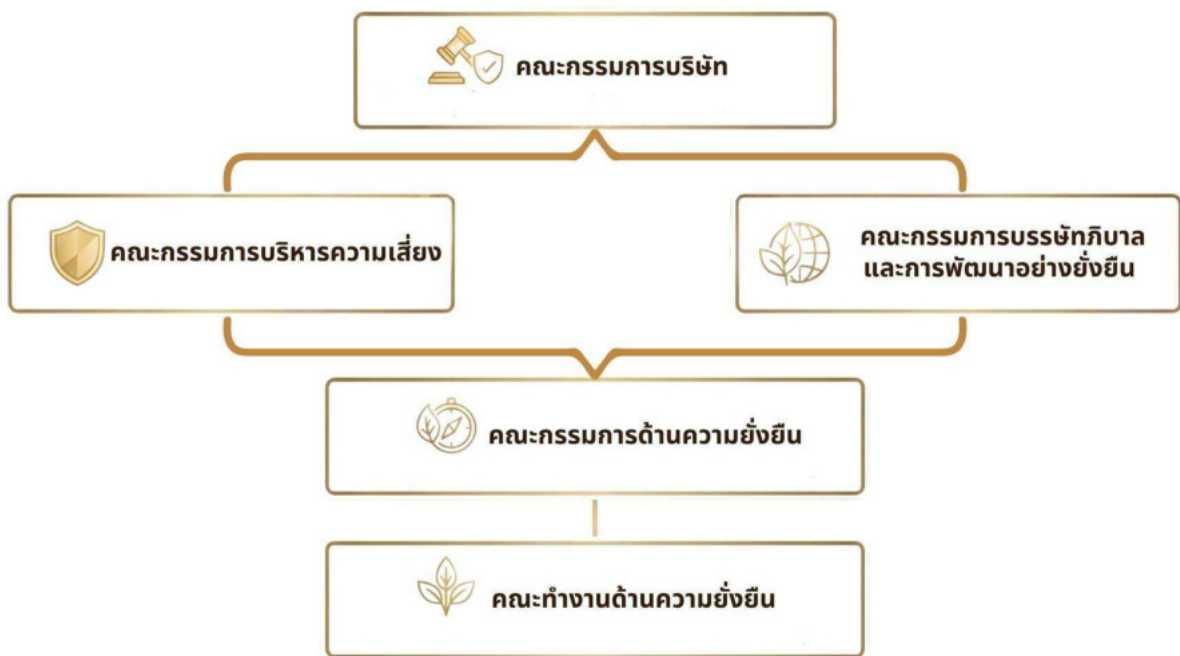 คณะกรรมการบริษัท
คณะกรรมการบริหารความเสี่ยง
คณะกรรมการบรรษัทภิบาล
และการพัฒนาอย่างยั่งยืน
คณะกรรมการด้านความยั่งยืน
คณะทำงานด้านความยั่งยืน